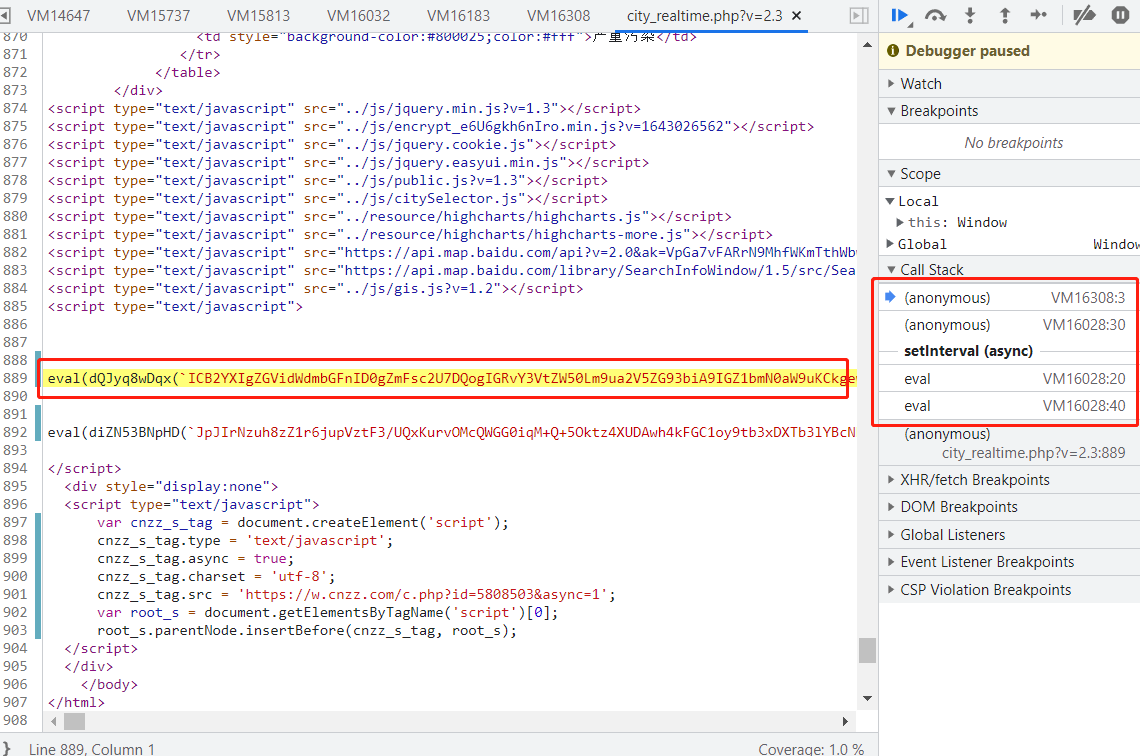 VM14647 VM15737 VM15813 VM16032 VM16183 VM16308 city_realtime.php?v=2.3 ×
870 <td style="background-color:#800025;color:#fff">严重污染</td>
871 </tr>
872 </table>
873 </div>
874 <script type="text/javascript" src="../js/jquery.min.js?v=1.3"></script>
875 <script type="text/javascript" src="../js/encrypt_e6U6gkh6nIro.min.js?v=1643026562"></script>
876 <script type="text/javascript" src="../js/jquery.cookie.js"></script>
877 <script type="text/javascript" src="../js/jquery.easyui.min.js"></script>
878 <script type="text/javascript" src="../js/public.js?v=1.3"></script>
879 <script type="text/javascript" src="../js/citySelector.js"></script>
880 <script type="text/javascript" src="../resource/highcharts/highcharts.js"></script>
881 <script type="text/javascript" src="../resource/highcharts/highcharts-more.js"></script>
882 <script type="text/javascript" src="https://api.map.baidu.com/api?v=2.0&ak=VpGa7vFARrN9MhfWKmTthWb
883 <script type="text/javascript" src="https://api.map.baidu.com/library/SearchInfoWindow/1.5/src/Sea
884 <script type="text/javascript" src="../js/gis.js?v=1.2"></script>
885 <script type="text/javascript">
886
887
888
889 eval(dQJyq8wDqx(`ICB2YXIgZGVidWdmbGFnID0gZmFsc2U7DQogIGRvY3VtZW50Lm9ua2V5ZG93biA9IGZ1bmN0aW9uKCkgew
890
891
892 eval(diZN53BNpHD(`JpJIrNzuh8zZ1r6jupVztF3/UQxKurvOMcQWGG0iqM+Q+5Oktz4XUDAwh4kFGC1oy9tb3xDXTb3lYBcN
893
894 </script>
895 <div style="display:none">
896 <script type="text/javascript">
897 var cnzz_s_tag = document.createElement('script');
898 cnzz_s_tag.type = 'text/javascript';
899 cnzz_s_tag.async = true;
900 cnzz_s_tag.charset = 'utf-8';
901 cnzz_s_tag.src = 'https://w.cnzz.com/c.php?id=5808503&async=1';
902 var root_s = document.getElementsByTagName('script')[0];
903 root_s.parentNode.insertBefore(cnzz_s_tag, root_s);
904 </script>
905 </div>
906 </body>
907 </html>
908
} Line 889, Column 1 Coverage: 1.0 %
Debugger paused
Watch
Breakpoints
No breakpoints
Scope
Local
this: Window
Global Window
Call Stack
(anonymous) VM16308:3
(anonymous) VM16028:30
setInterval (async)
eval VM16028:20
eval VM16028:40
(anonymous)
city_realtime.php?v=2.3:889
XHR/fetch Breakpoints
DOM Breakpoints
Global Listeners
Event Listener Breakpoints
CSP Violation Breakpoints